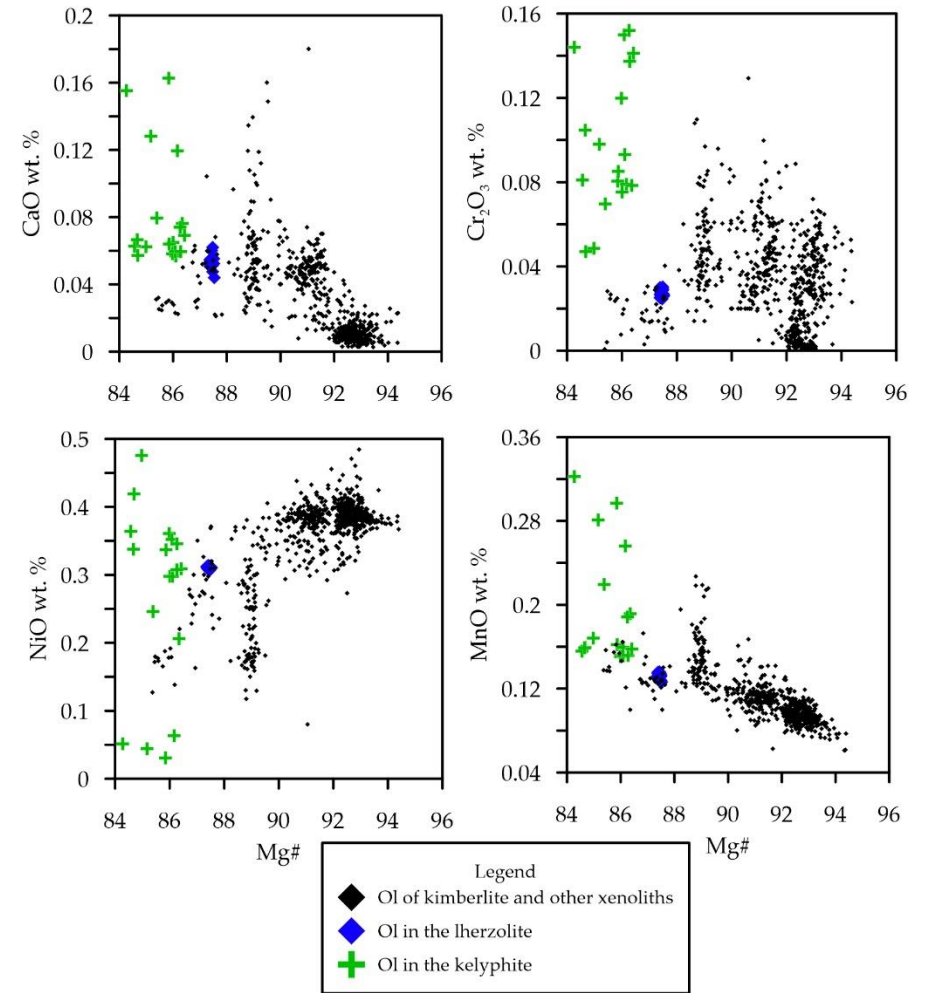 0.2
0.16
0.12
0.08
0.04
0
CaO wt. %
84 86 88 90 92 94 96
0.16
0.12
0.08
0.04
0
Cr₂O₃ wt. %
84 86 88 90 92 94 96
0.5
0.4
0.3
0.2
0.1
0
NiO wt. %
84 86 88 90 92 94 96
Mg#
0.36
0.28
0.2
0.12
0.04
MnO wt. %
84 86 88 90 92 94 96
Mg#
Legend
Ol of kimberlite and other xenoliths
Ol in the lherzolite
Ol in the kelyphite